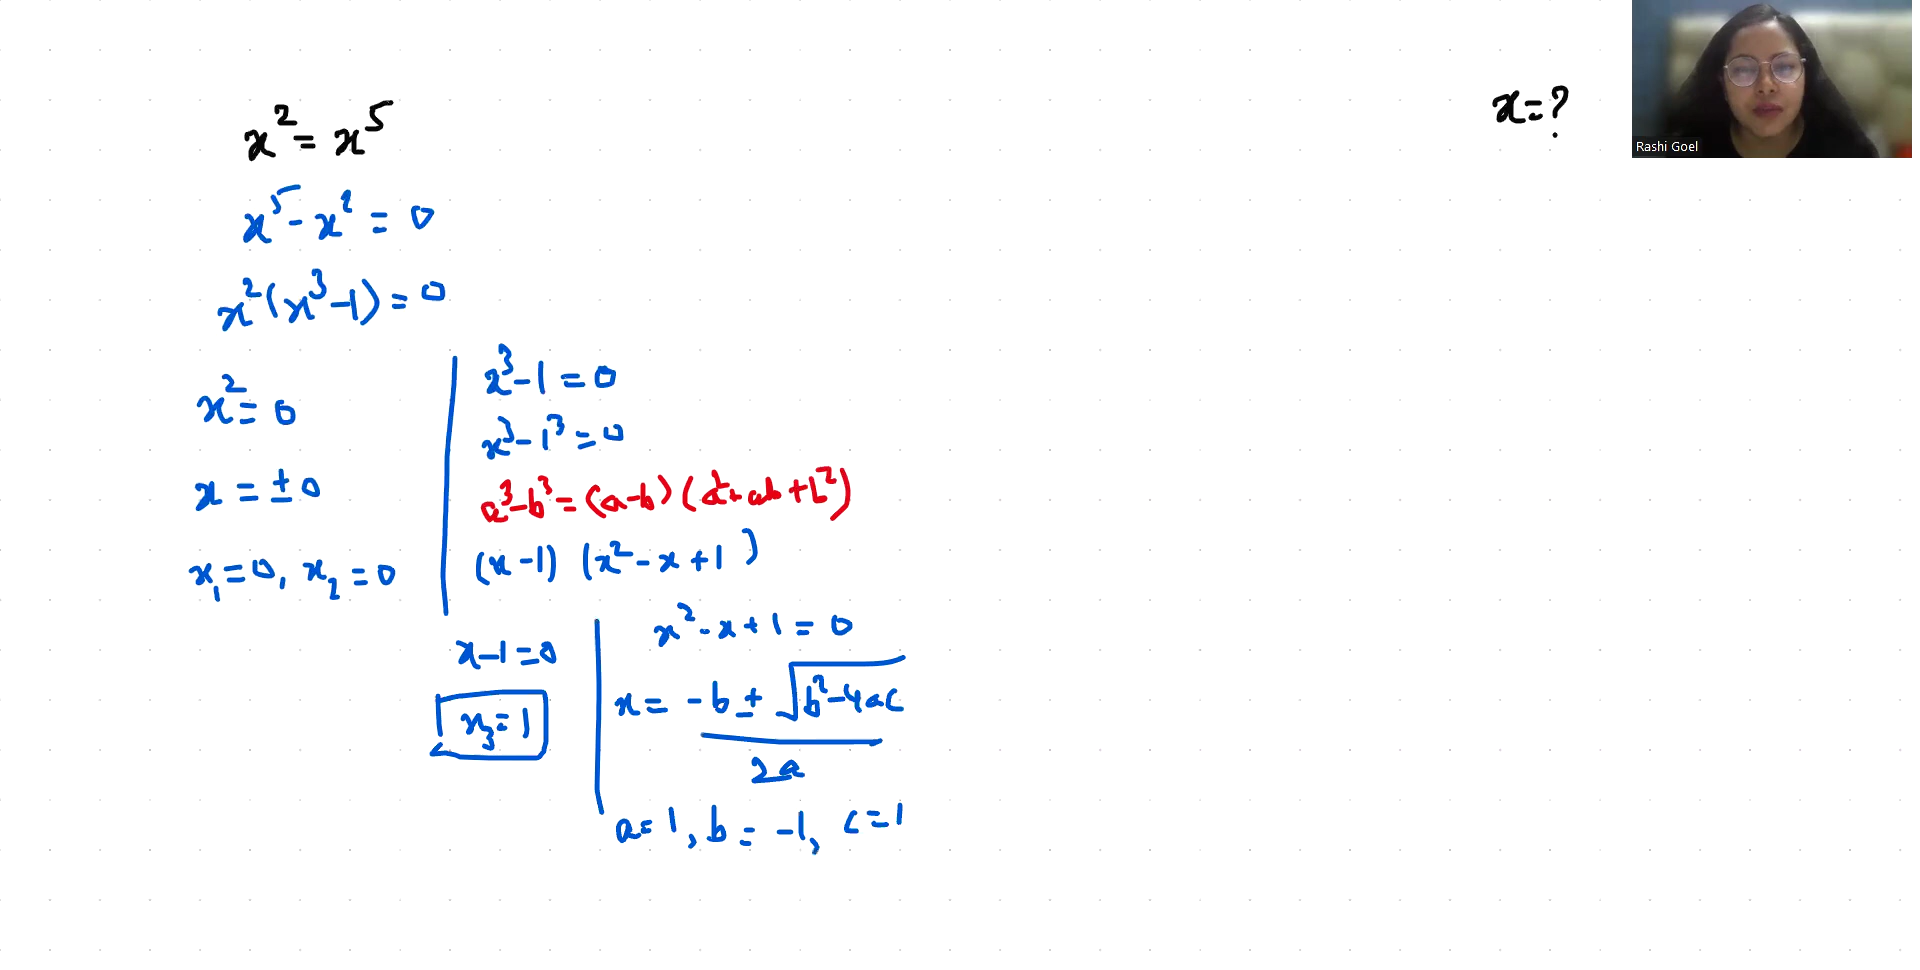 x² = x⁵
x = ?
Rashi Goel
x⁵ - x² = 0
x²(x³ - 1) = 0
x² = 0
x = ± 0
x₁ = 0, x₂ = 0
x³ - 1 = 0
x³ - 1³ = 0
a³ - b³ = (a - b) (a² + ab + b²)
(x - 1) (x² - x + 1)
x - 1 = 0
x₃ = 1
x² - x + 1 = 0
x = -b ± √b² - 4ac
2a
a = 1, b = -1, c = 1